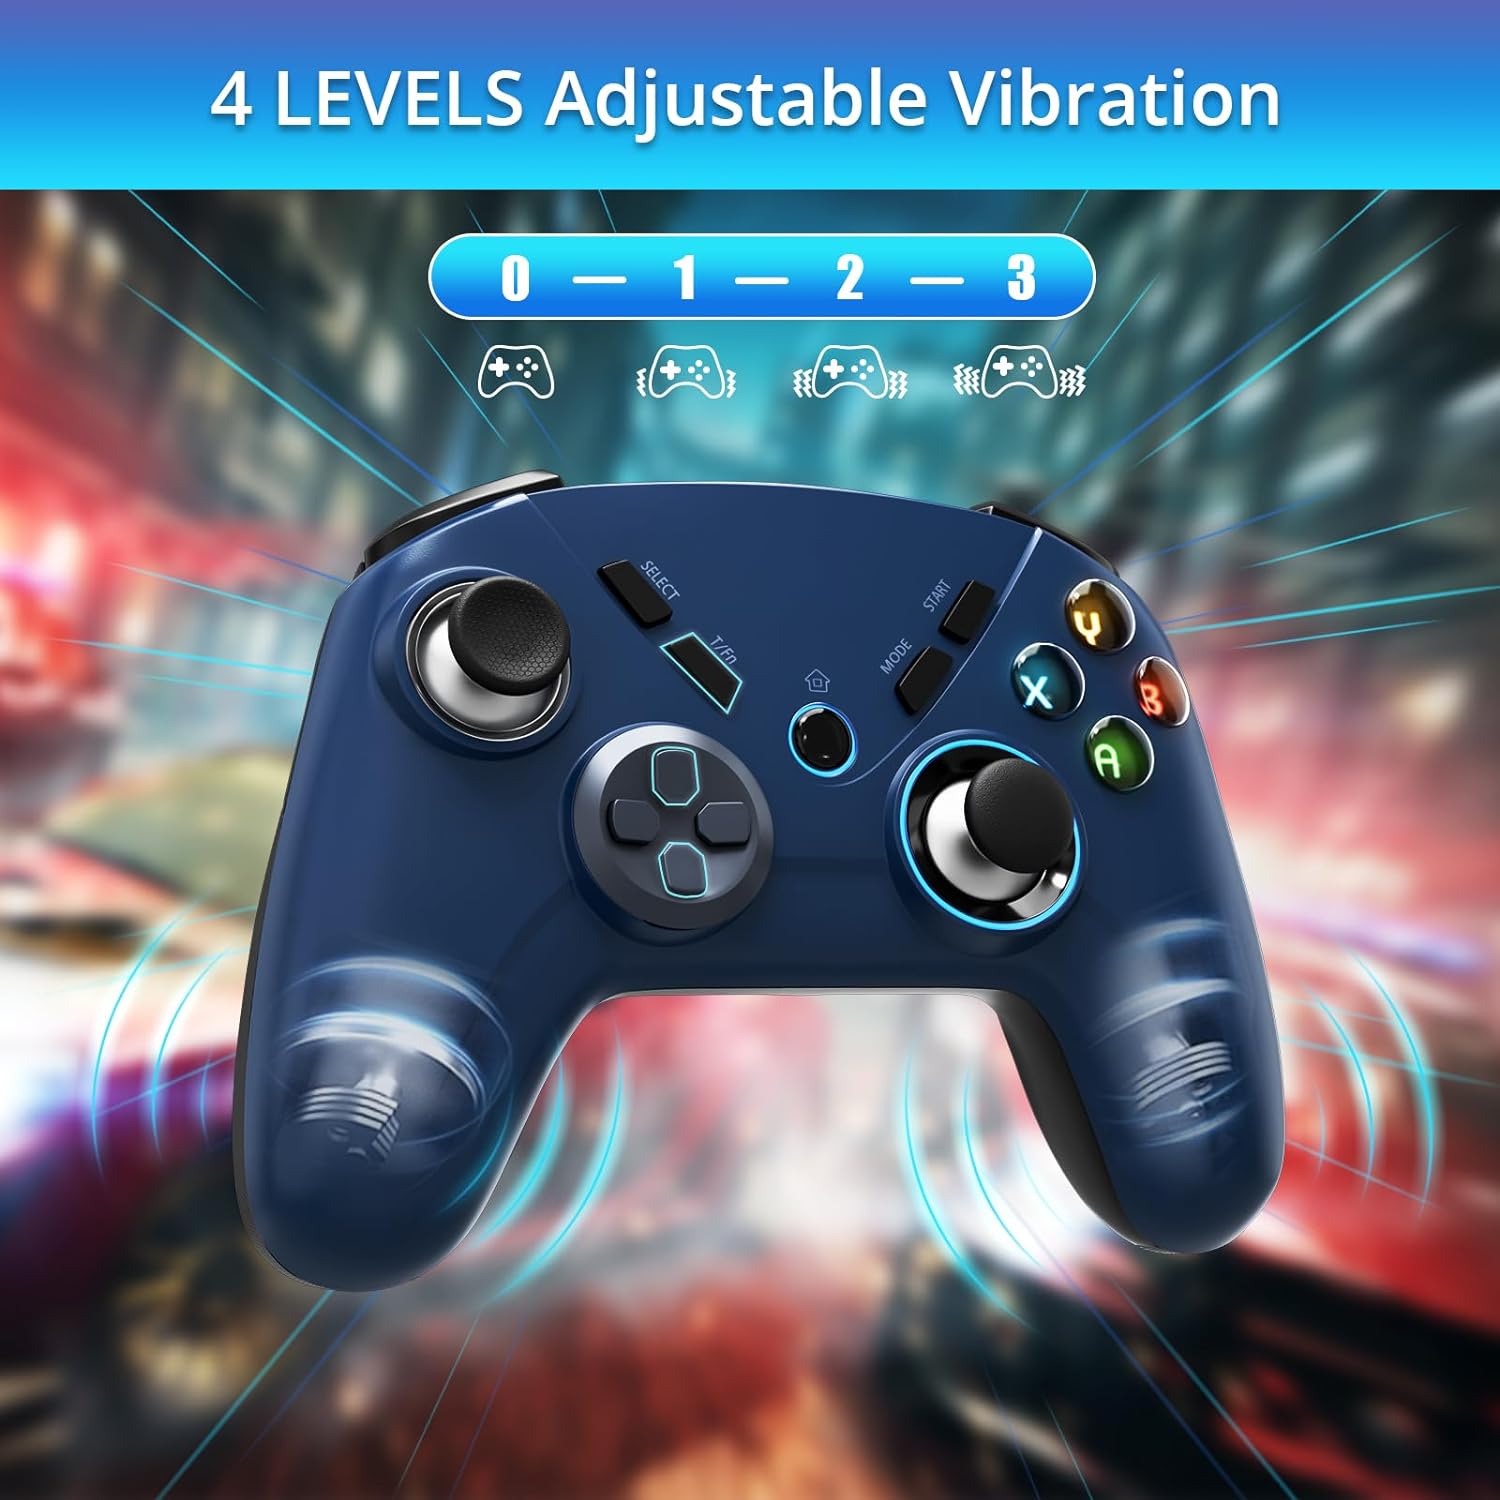 4 LEVELS Adjustable Vibration
0 — 1 — 2 — 3
SELECT
T/Fn
START
MODE
Y
X
B
A